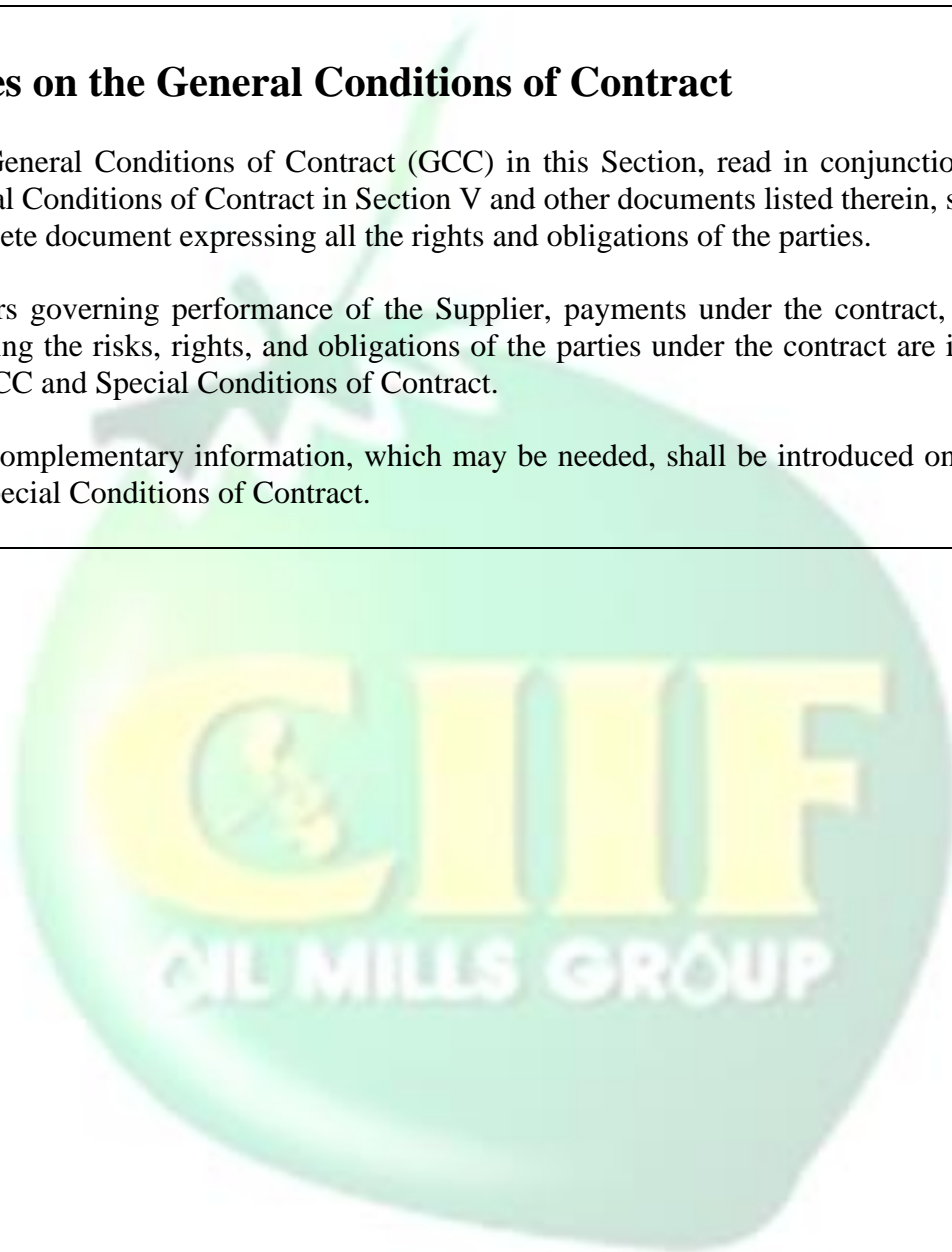 es on the General Conditions of Contract
General Conditions of Contract (GCC) in this Section, read in conjunctio
al Conditions of Contract in Section V and other documents listed therein, s
ete document expressing all the rights and obligations of the parties.
rs governing performance of the Supplier, payments under the contract,
ing the risks, rights, and obligations of the parties under the contract are i
CC and Special Conditions of Contract.
omplementary information, which may be needed, shall be introduced on
pecial Conditions of Contract.
CIIF
OIL MILLS GROUP